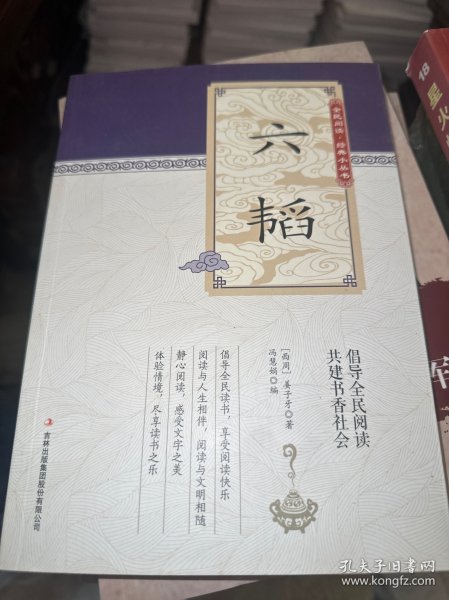 全民阅读·经典小丛书
六
韬
倡导全民阅读
共建书香社会
[西周] 姜子牙 著
冯慧娟 编
倡导全民读书，享受阅读快乐
阅读与人生相伴，阅读与文明相随
静心阅读，感受文字之美
体验情境，尽享读书之乐
吉林出版集团股份有限公司
18
星火
军
孔夫子旧书网
www.kongfz.com